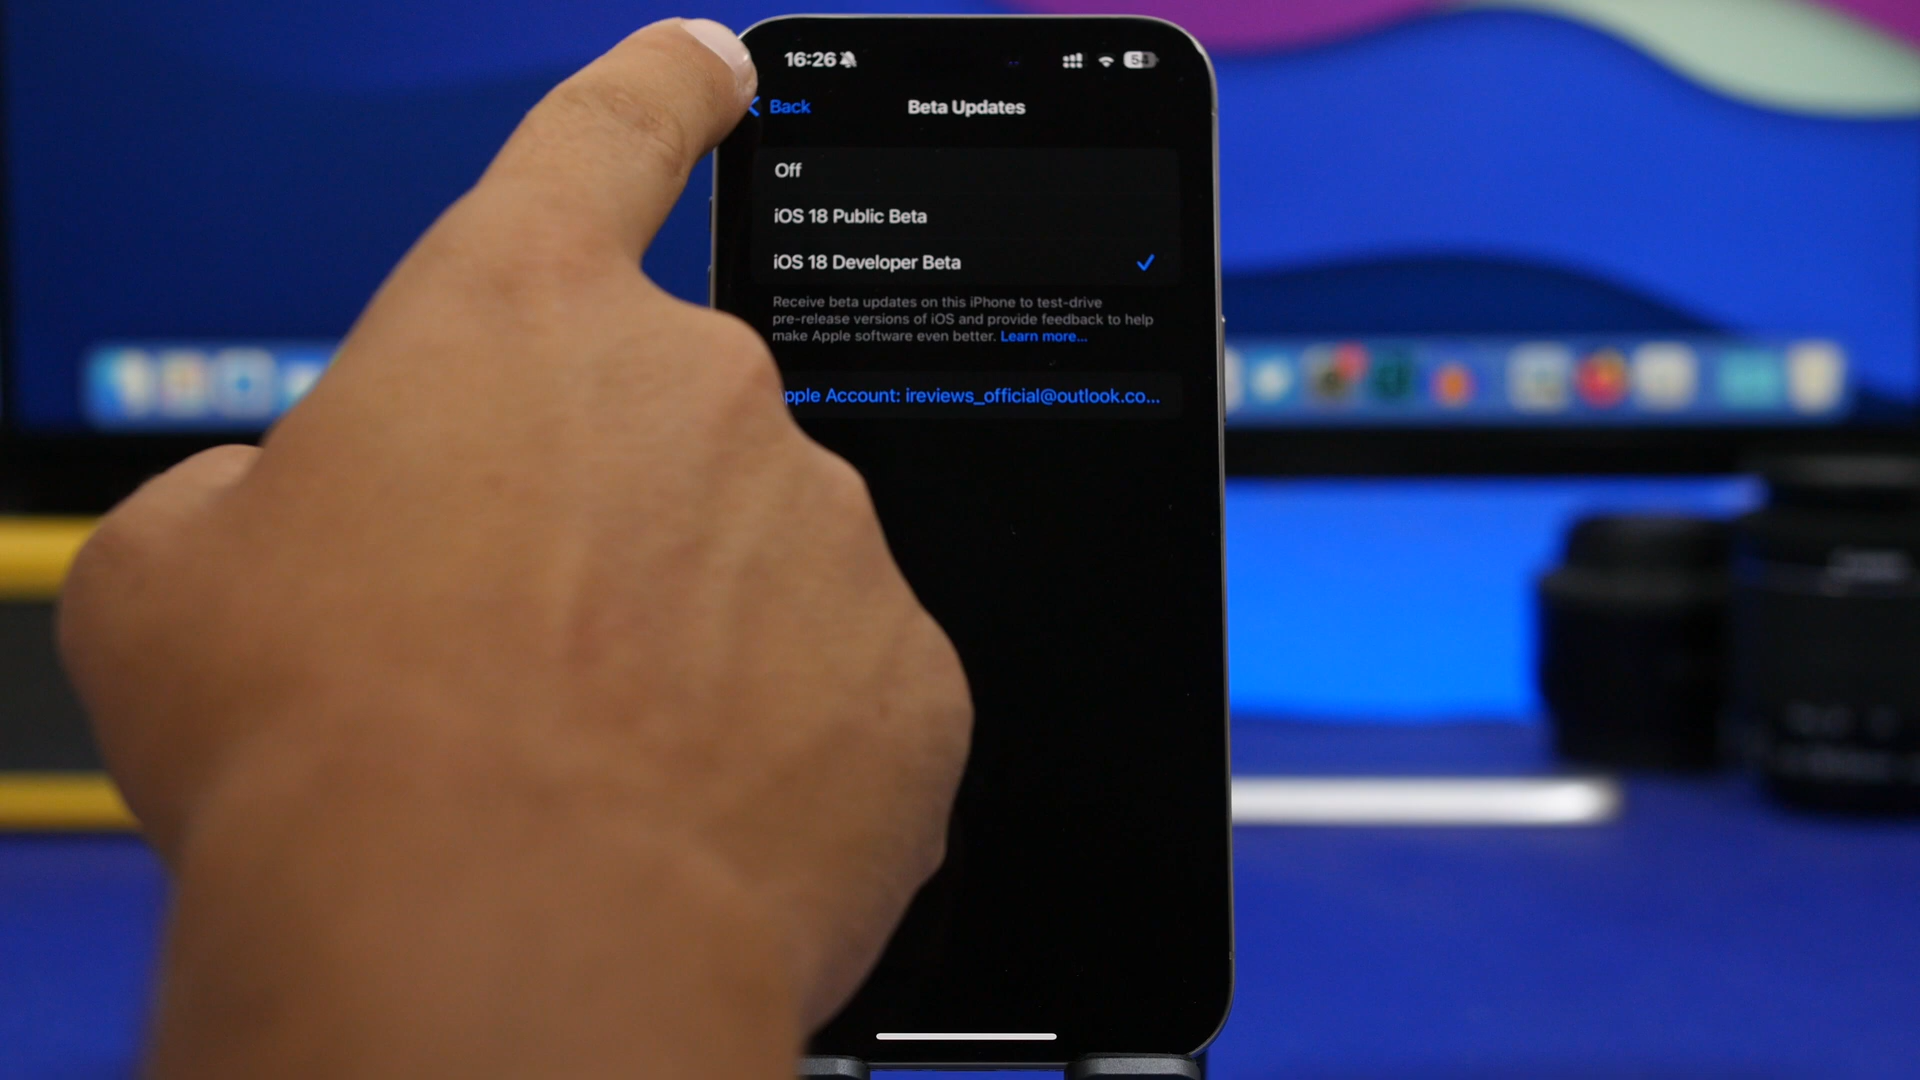 16:26 54
Back Beta Updates
Off
iOS 18 Public Beta
iOS 18 Developer Beta
Receive beta updates on this iPhone to test-drive
pre-release versions of iOS and provide feedback to help
make Apple software even better. Learn more...
pple Account: ireviews_official@outlook.co...